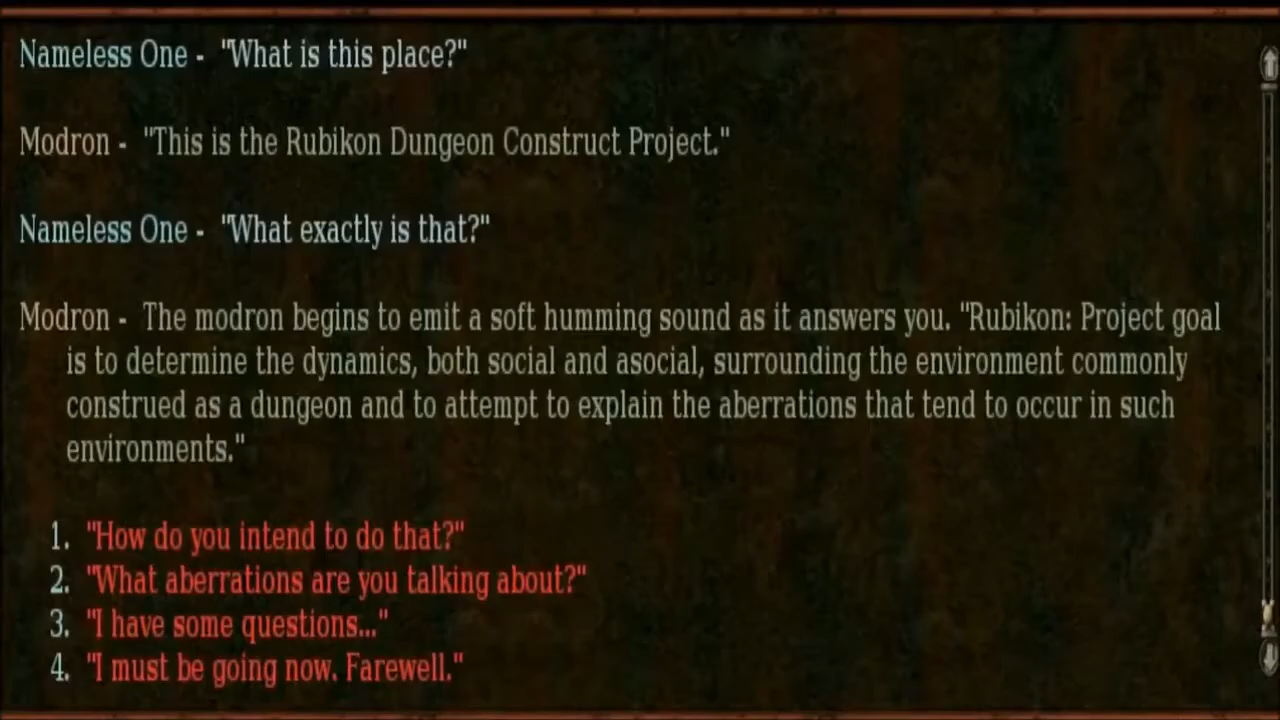 Nameless One - "What is this place?"
Modron - "This is the Rubikon Dungeon Construct Project."
Nameless One - "What exactly is that?"
Modron - The modron begins to emit a soft humming sound as it answers you. "Rubikon: Project goal
is to determine the dynamics, both social and asocial, surrounding the environment commonly
construed as a dungeon and to attempt to explain the aberrations that tend to occur in such
environments."
1. "How do you intend to do that?"
2. "What aberrations are you talking about?"
3. "I have some questions..."
4. "I must be going now. Farewell."